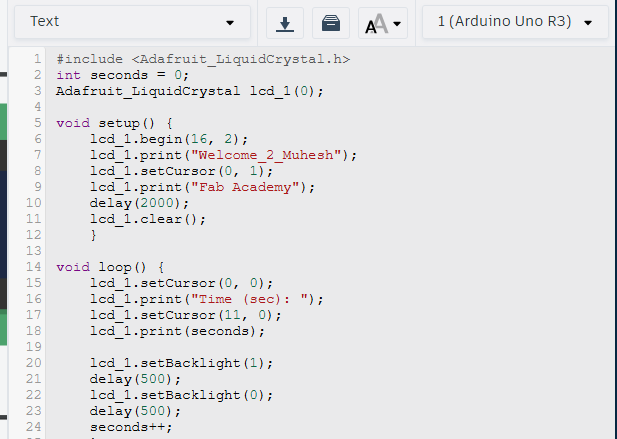 Text
1 (Arduino Uno R3)
1 #include <Adafruit_LiquidCrystal.h>
2 int seconds = 0;
3 Adafruit_LiquidCrystal lcd_1(0);
4
5 void setup() {
6 lcd_1.begin(16, 2);
7 lcd_1.print("Welcome_2_Muhesh");
8 lcd_1.setCursor(0, 1);
9 lcd_1.print("Fab Academy");
10 delay(2000);
11 lcd_1.clear();
12 }
13
14 void loop() {
15 lcd_1.setCursor(0, 0);
16 lcd_1.print("Time (sec): ");
17 lcd_1.setCursor(11, 0);
18 lcd_1.print(seconds);
19
20 lcd_1.setBacklight(1);
21 delay(500);
22 lcd_1.setBacklight(0);
23 delay(500);
24 seconds++;